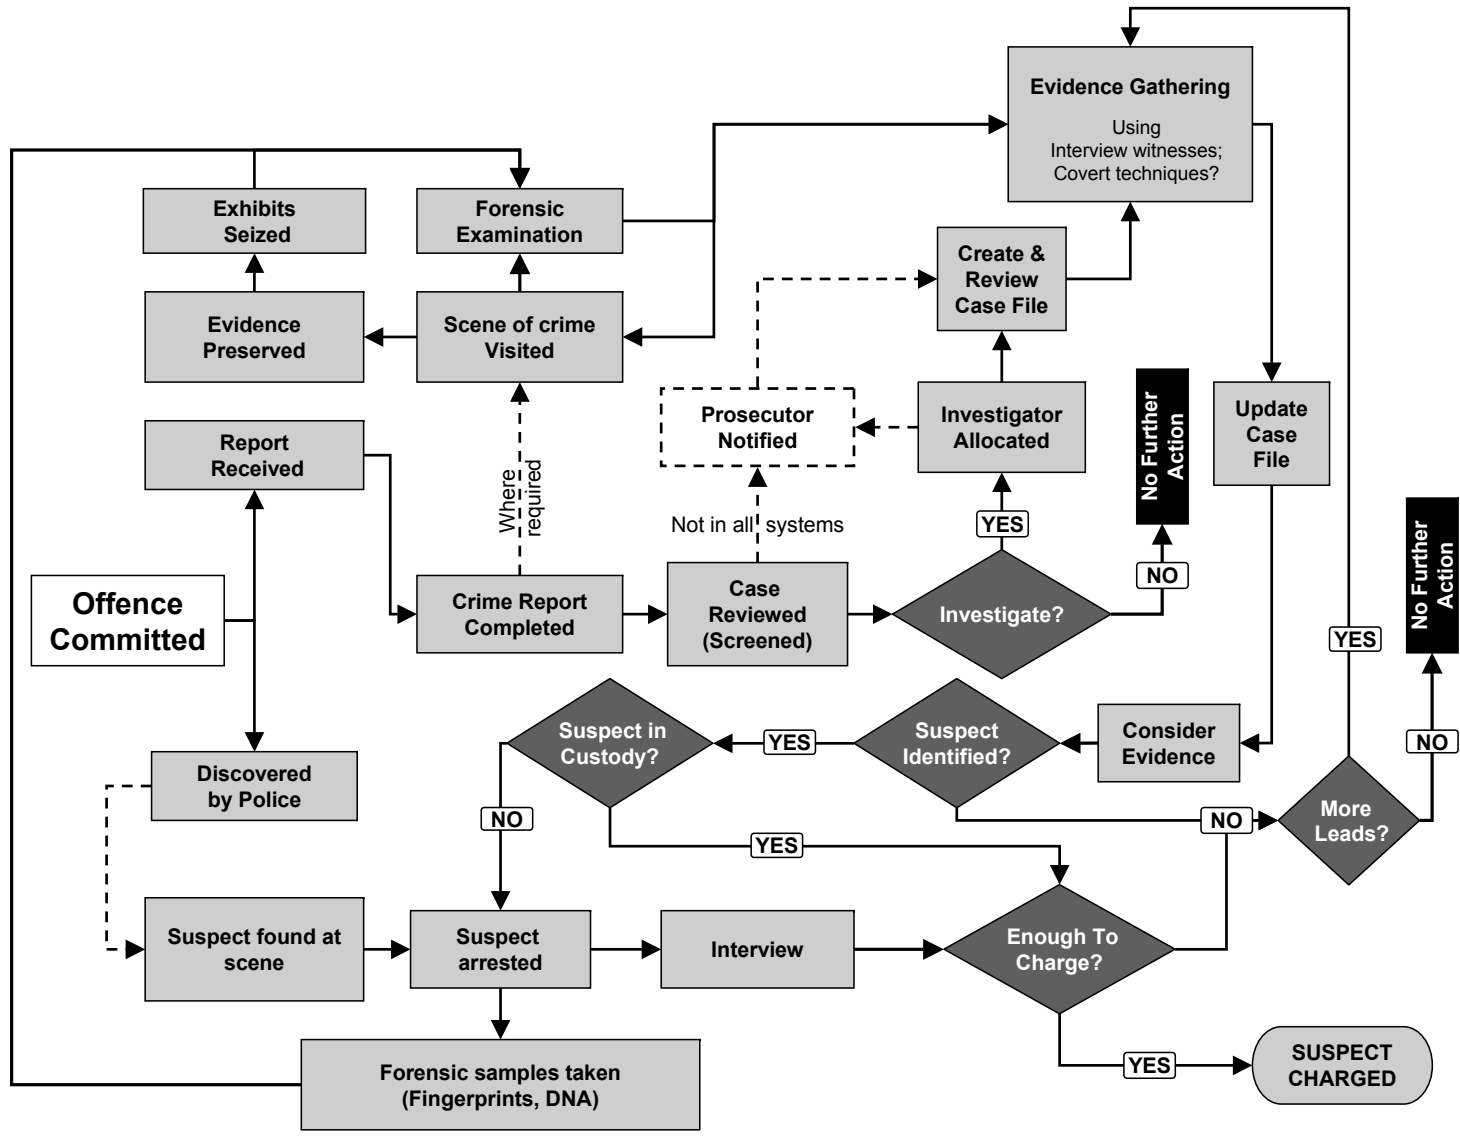 Evidence Gathering
Using
Interview witnesses;
Covert techniques?
Exhibits
Seized
Forensic
Examination
Create &
Review
Case File
Evidence
Preserved
Scene of crime
Visited
Prosecutor
Notified
Investigator
Allocated
No Further
Action
Update
Case
File
Report
Received
Where
required
Not in all systems
YES
NO
No Further
Action
Offence
Committed
Crime Report
Completed
Case
Reviewed
(Screened)
Investigate?
YES
Suspect in
Custody?
YES
Suspect
Identified?
Consider
Evidence
NO
Discovered
by Police
NO
YES
NO
More
Leads?
Suspect found at
scene
Suspect
arrested
Interview
Enough To
Charge?
Forensic samples taken
(Fingerprints, DNA)
YES
SUSPECT
CHARGED